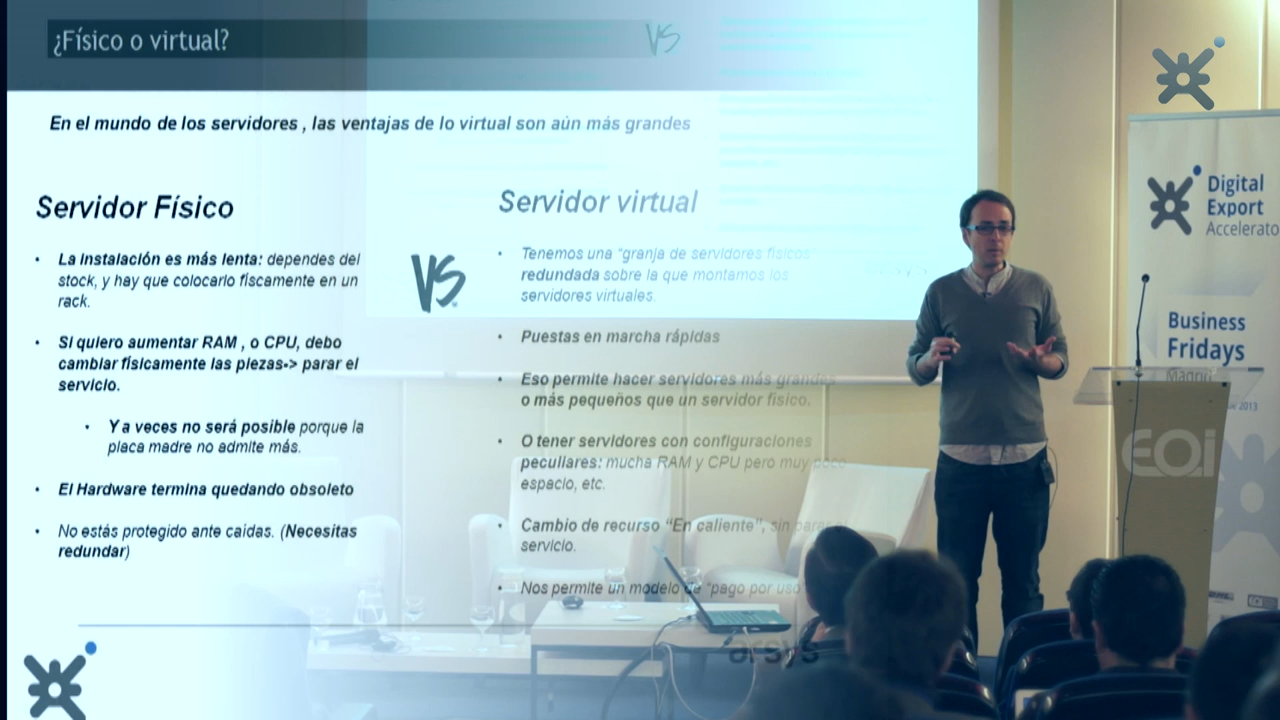 ¿Físico o virtual?
VS
En el mundo de los servidores , las ventajas de lo virtual son aún más grandes
Servidor Físico
• La instalación es más lenta: dependes del
stock, y hay que colocarlo físcamente en un
rack.
• Si quiero aumentar RAM , o CPU, debo
cambiar físicamente las piezas-> parar el
servicio.
• Y a veces no será posible porque la
placa madre no admite más.
• El Hardware termina quedando obsoleto
• No estás protegido ante caidas. (Necesitas
redundar)
VS
Servidor virtual
• Tenemos una "granja de servidores físicos"
redundada sobre la que montamos los
servidores virtuales.
• Puestas en marcha rápidas
• Eso permite hacer servidores más grandes
o más pequeños que un servidor físico.
• O tener servidores con configuraciones
peculiares: mucha RAM y CPU pero muy poco
espacio, etc.
• Cambio de recurso "En caliente", sin parar el
servicio.
• Nos permite un modelo de "pago por uso
arsys
Digital
Export
Accelerato
Business
Fridays
Madrid
2013
EOi